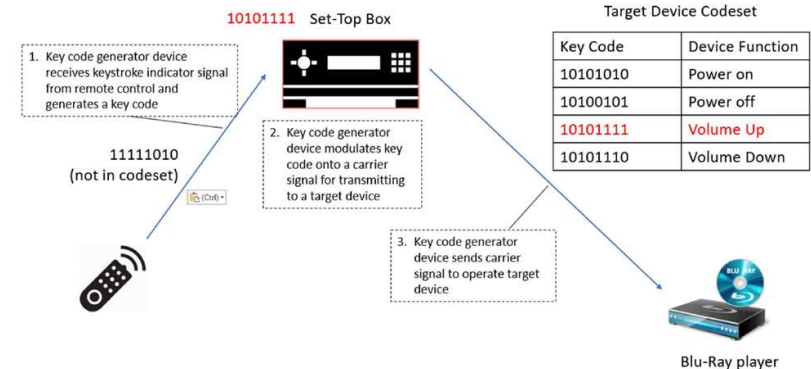 10101111 Set-Top Box
1. Key code generator device
receives keystroke indicator signal
from remote control and
generates a key code
11111010
(not in codeset)
(Ctrl)
2. Key code generator
device modulates key
code onto a carrier
signal for transmitting
to a target device
3. Key code generator
device sends carrier
signal to operate target
device
Target Device Codeset
Key Code Device Function
10101010 Power on
10100101 Power off
10101111 Volume Up
10101110 Volume Down
BLU RAY
Blu-Ray player